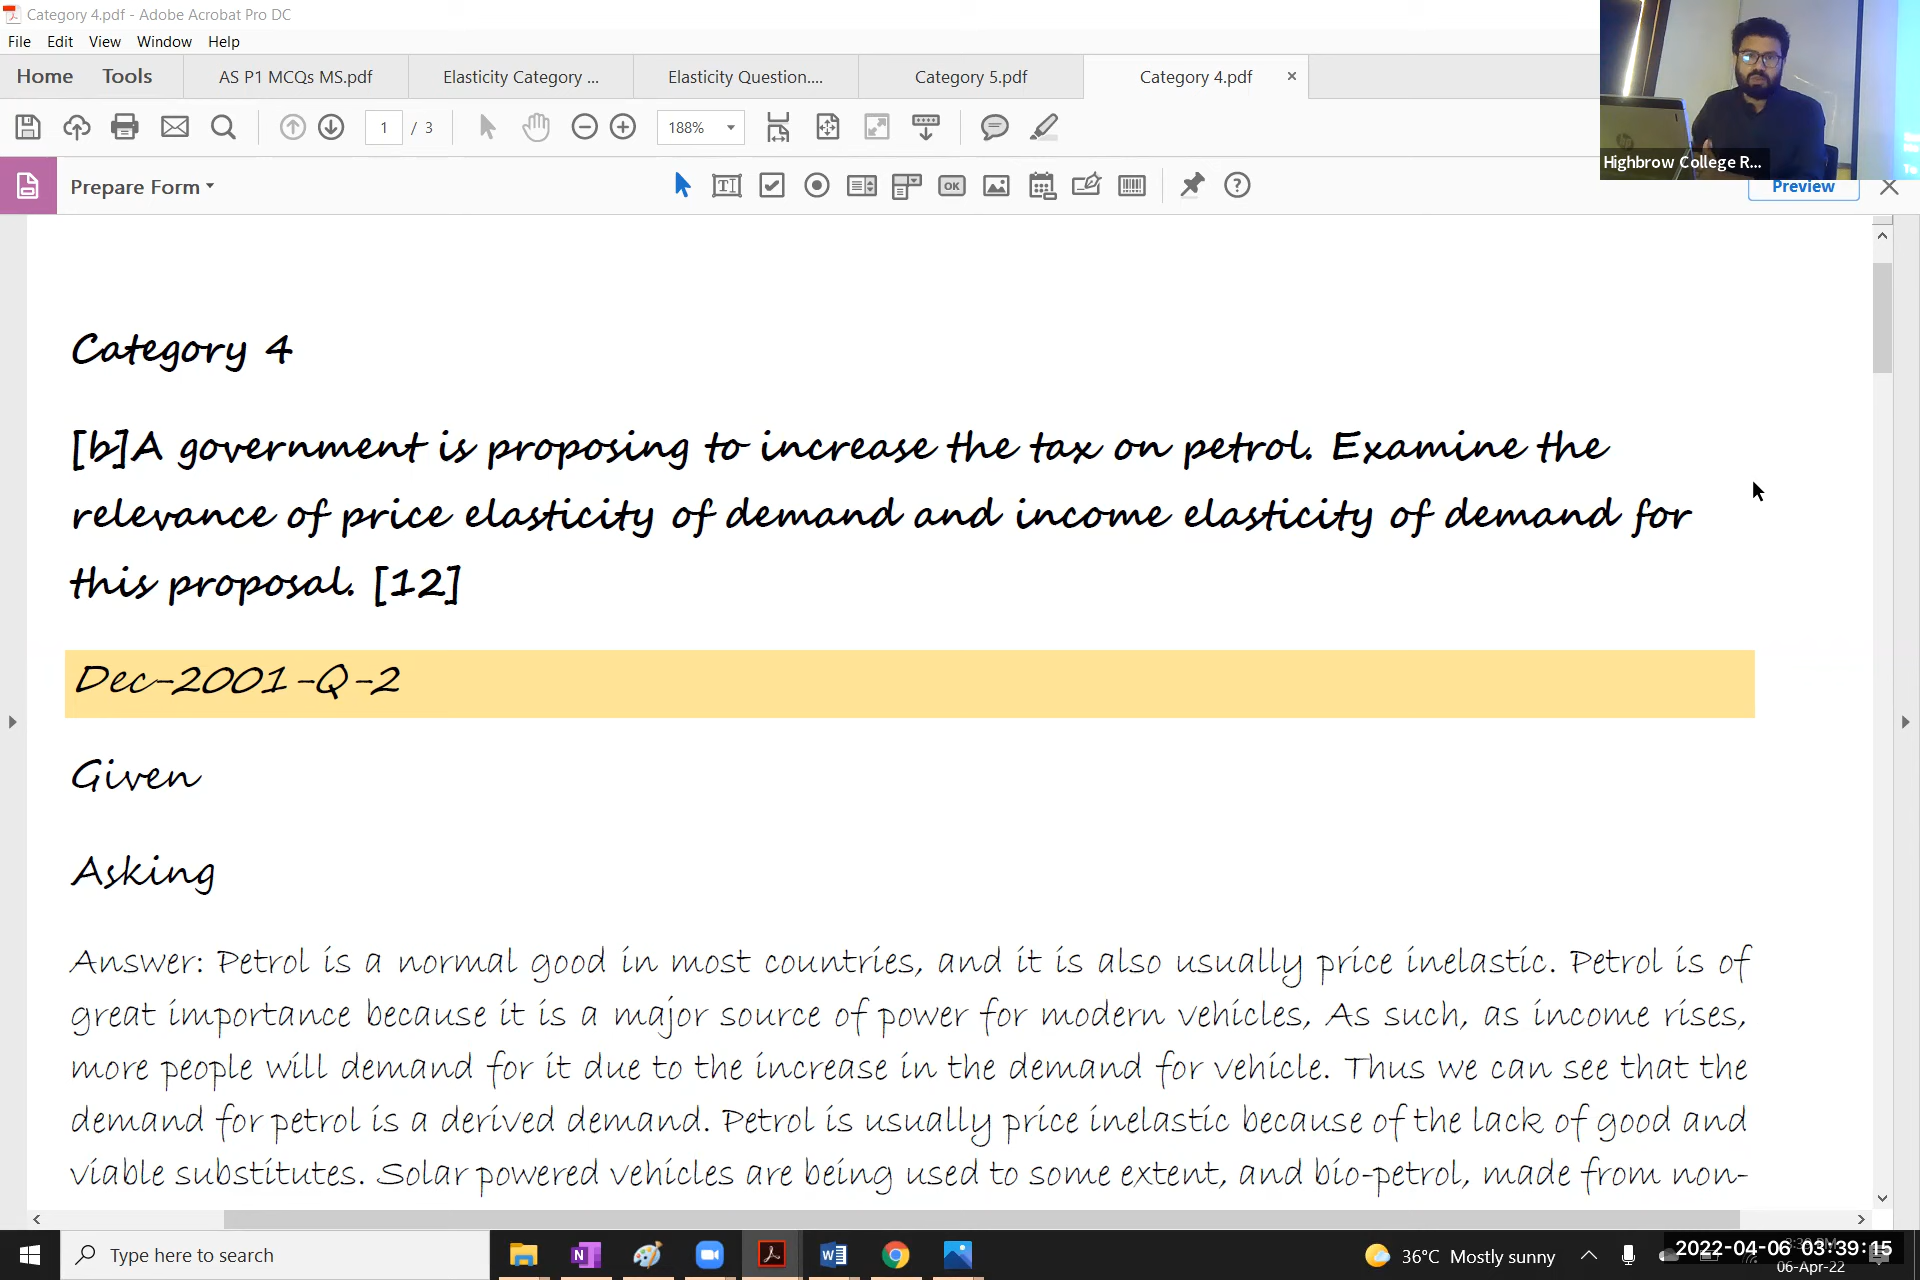 Category 4.pdf - Adobe Acrobat Pro DC
File Edit View Window Help
Home Tools AS P1 MCQs MS.pdf Elasticity Category ... Elasticity Question.... Category 5.pdf Category 4.pdf ×
1 / 3 188%
Highbrow College R...
Prepare Form OK Preview
Category 4
[b]A government is proposing to increase the tax on petrol. Examine the
relevance of price elasticity of demand and income elasticity of demand for
this proposal. [12]
Dec-2001-Q-2
Given
Asking
Answer: Petrol is a normal good in most countries, and it is also usually price inelastic. Petrol is of
great importance because it is a major source of power for modern vehicles, As such, as income rises,
more people will demand for it due to the increase in the demand for vehicle. Thus we can see that the
demand for petrol is a derived demand. Petrol is usually price inelastic because of the lack of good and
viable substitutes. Solar powered vehicles are being used to some extent, and bio-petrol, made from non-
Type here to search 36°C Mostly sunny 2022-04-06 03:39:15
06-Apr-22